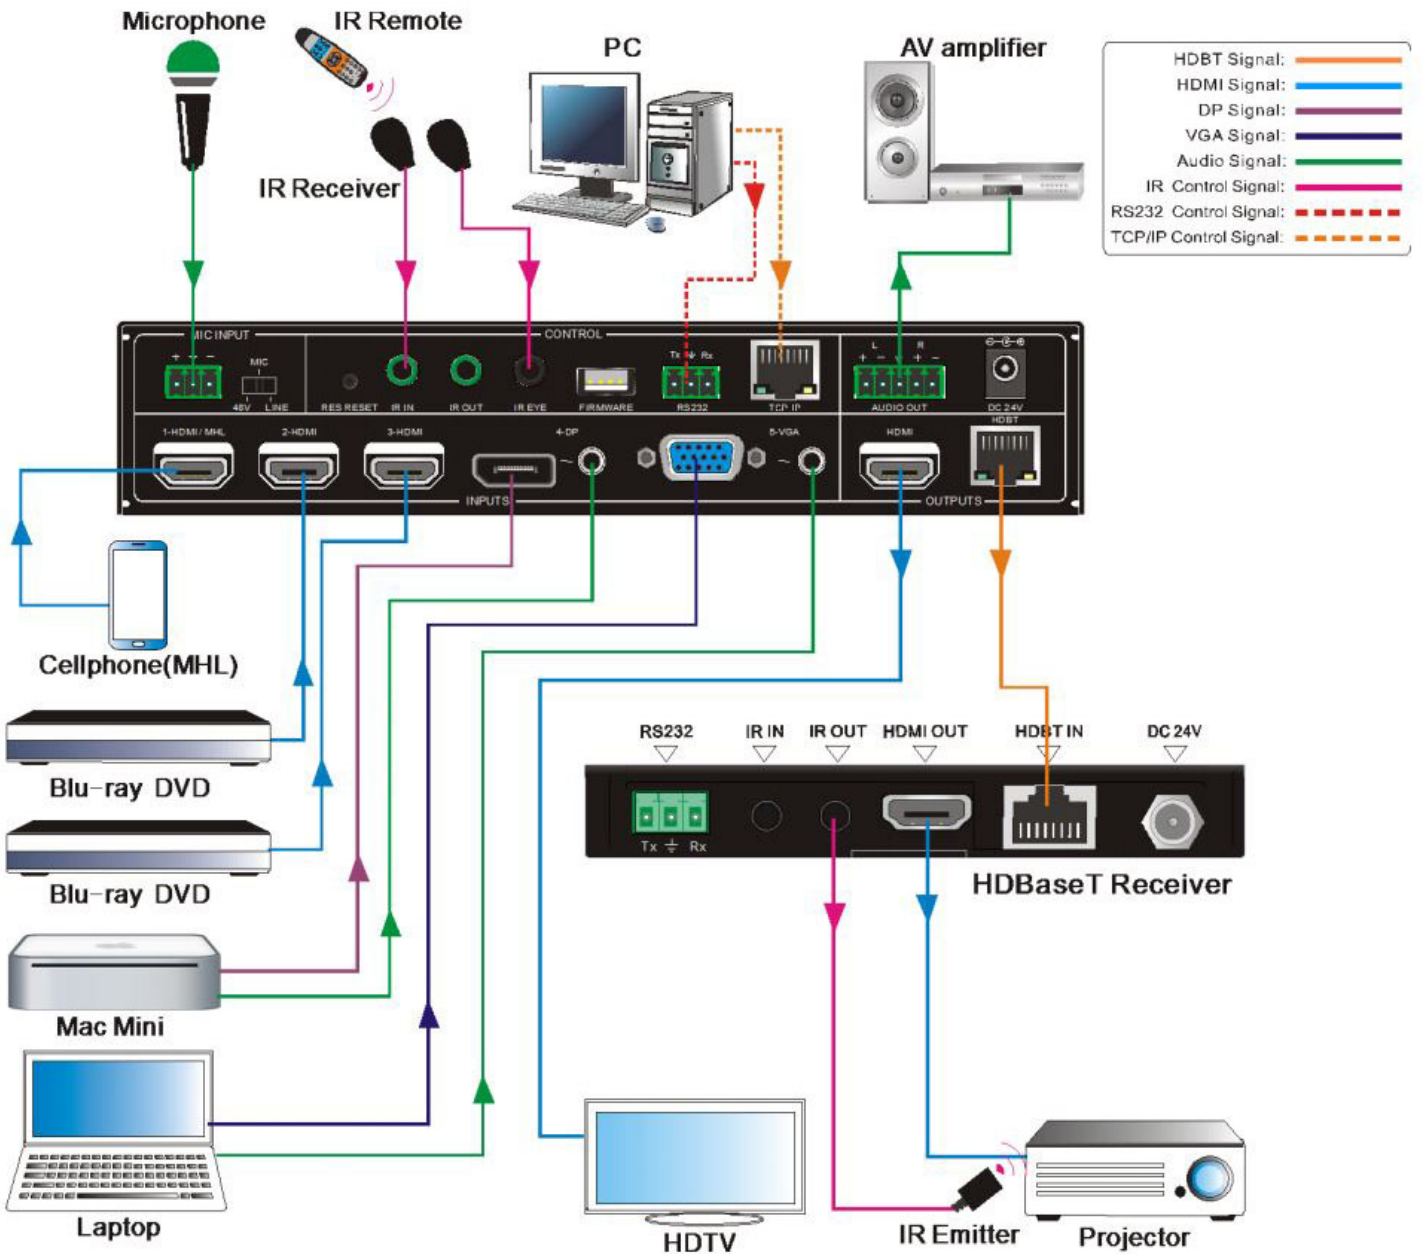 Microphone
IR Remote
PC
AV amplifier
HDBT Signal:
HDMI Signal:
DP Signal:
VGA Signal:
Audio Signal:
IR Control Signal:
RS232 Control Signal:
TCP/IP Control Signal:
IR Receiver
MIC INPUT
CONTROL
+ -
MIC
48V LINE
RES RESET
IR IN
IR OUT
IR EYE
FIRMWARE
Tx Rx
RS232
TCP IP
L R
+ - + -
AUDIO OUT
DC 24V
1-HDMI / MHL
2-HDMI
3-HDMI
4-DP
5-VGA
HDMI
HDBT
INPUTS
OUTPUTS
Cellphone(MHL)
Blu-ray DVD
Blu-ray DVD
Mac Mini
Laptop
RS232
IR IN
IR OUT
HDMI OUT
HDBT IN
DC 24V
Tx Rx
HDBaseT Receiver
HDTV
IR Emitter
Projector